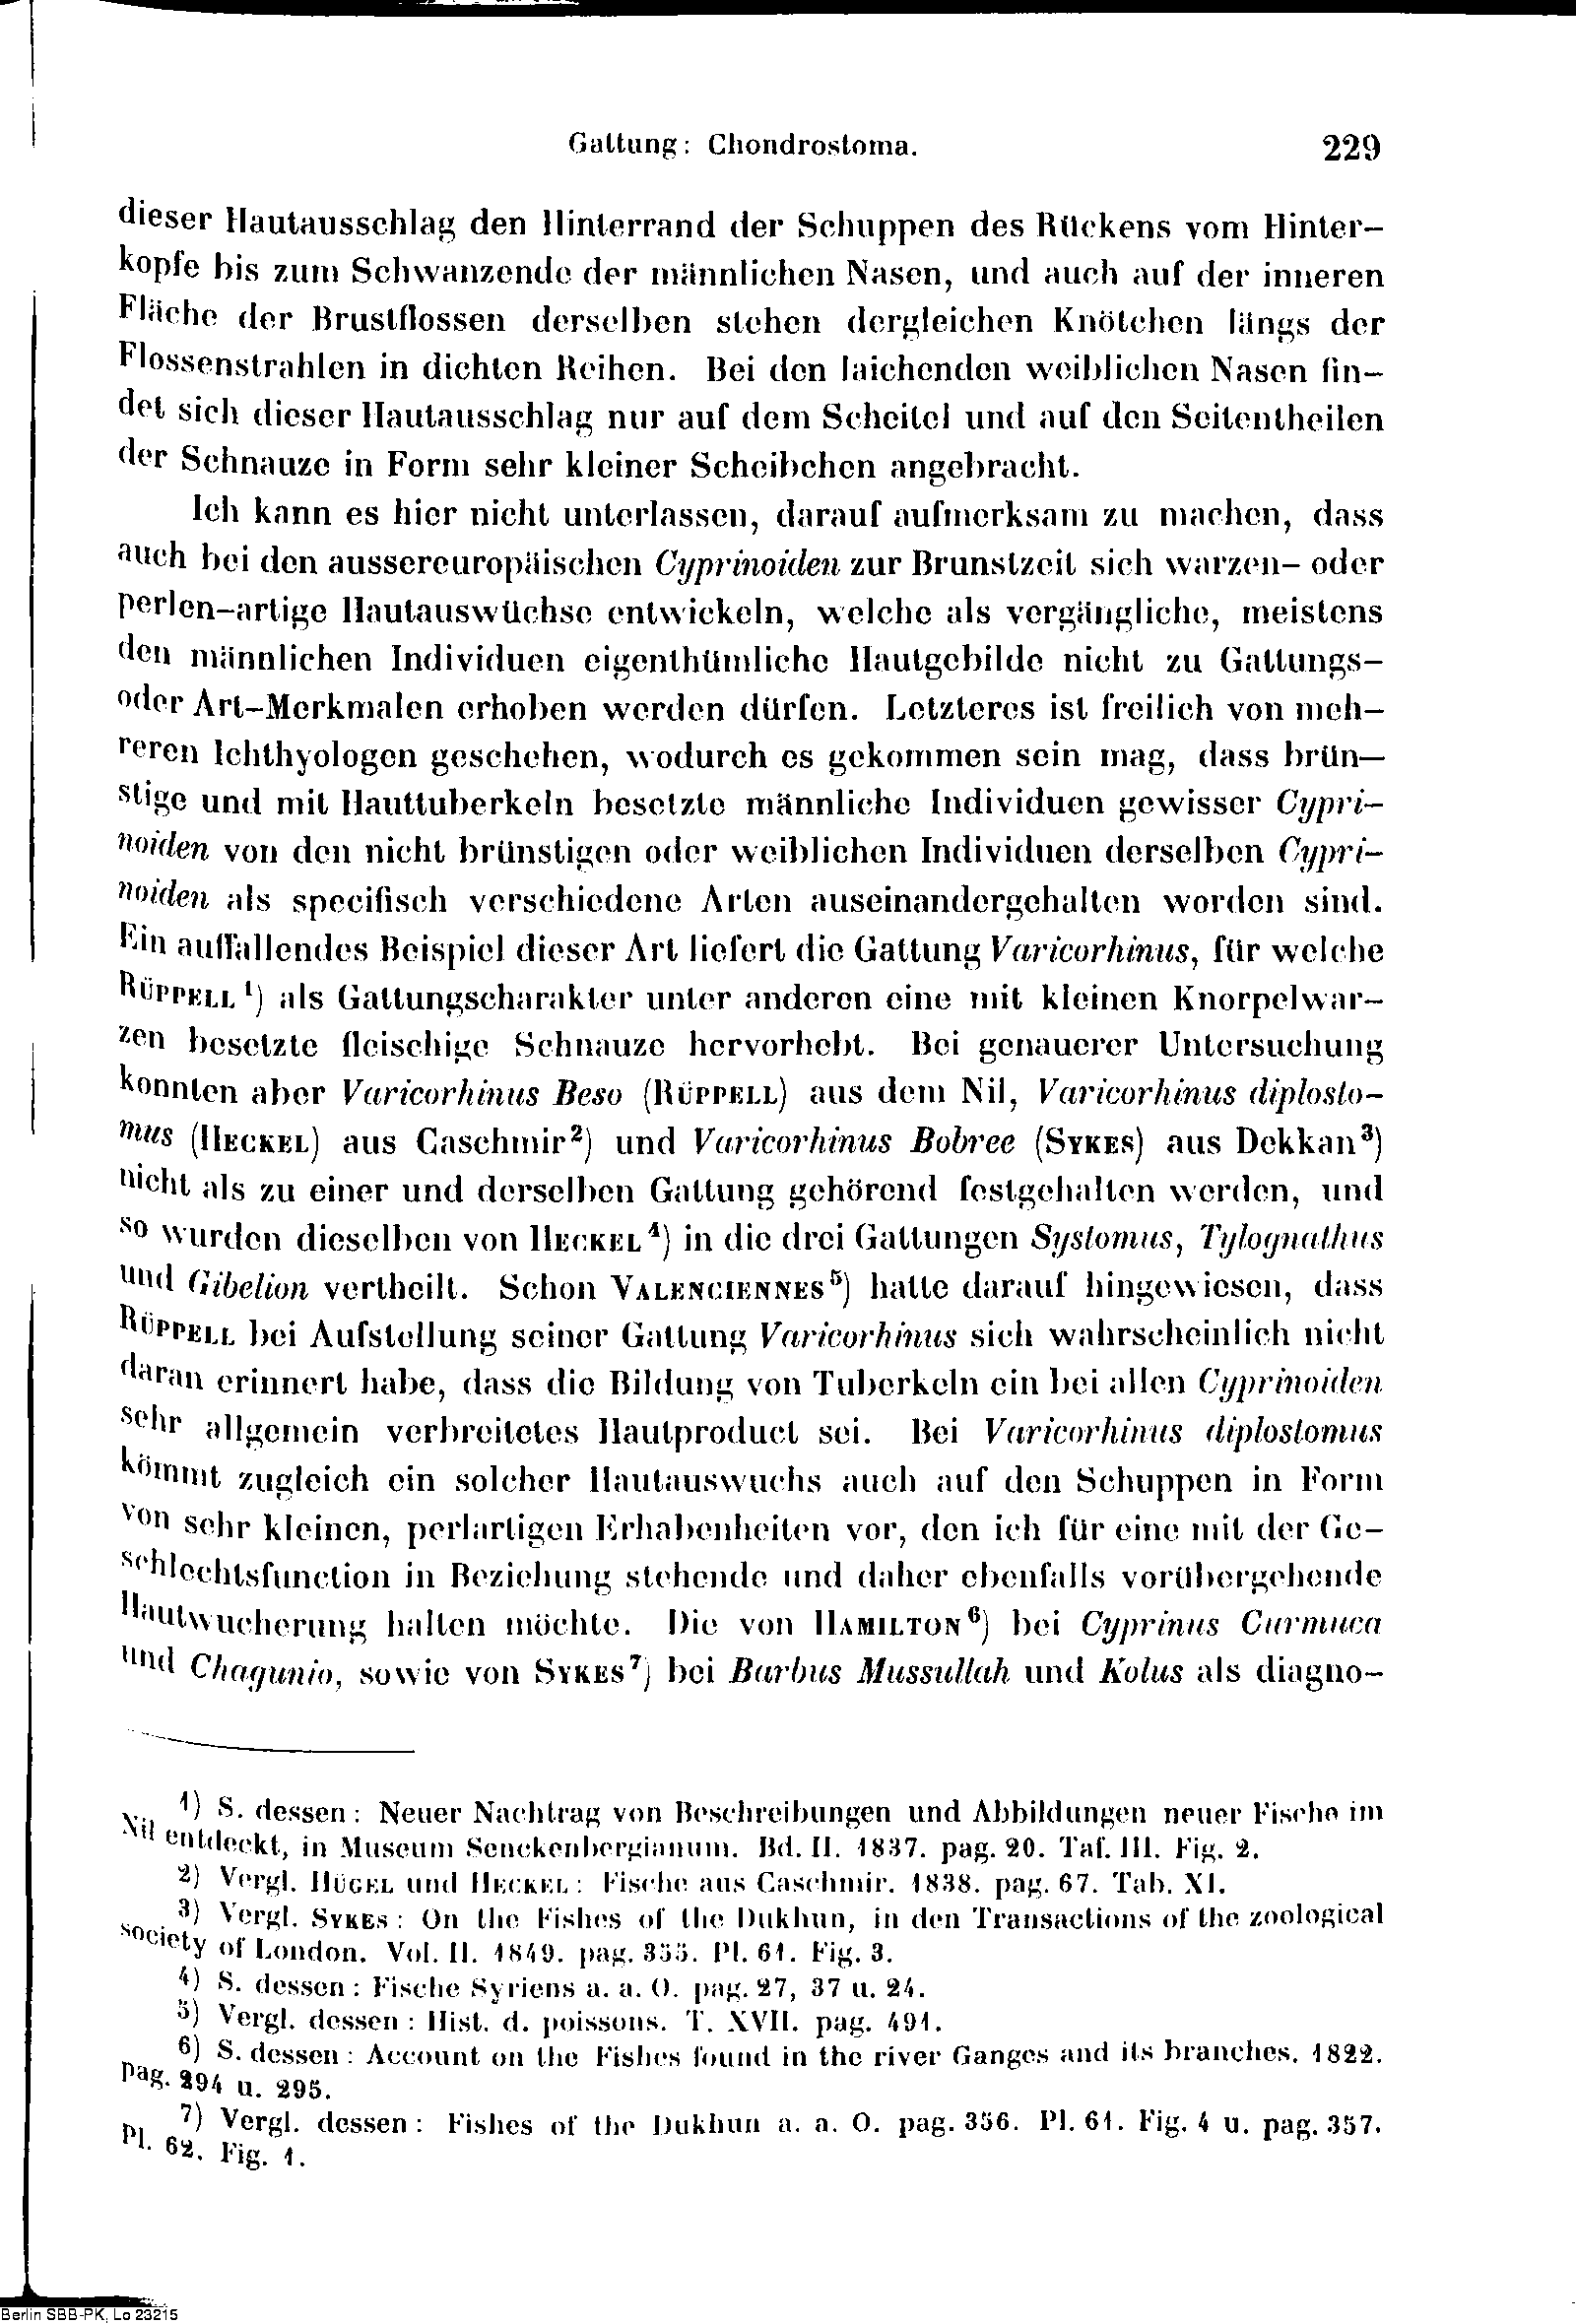 Gattung: Chondrostoma. 229
dieser Hautausschlag den Hinterrand der Schuppen des Rückens vom Hinter-
kopfe bis zum Schwanzende der männlichen Nasen, und auch auf der inneren
Fläche der Brustflossen derselben stehen dergleichen Knötchen längs der
Flossenstrahlen in dichten Reihen. Bei den laichenden weiblichen Nasen fin-
det sich dieser Hautausschlag nur auf dem Scheitel und auf den Seitentheilen
der Schnauze in Form sehr kleiner Scheibchen angebracht.
Ich kann es hier nicht unterlassen, darauf aufmerksam zu machen, dass
auch bei den aussereuropäischen Cyprinoiden zur Brunstzeit sich warzen- oder
perlen-artige Hautauswüchse entwickeln, welche als vergängliche, meistens
den männlichen Individuen eigenthümliche Hautgebilde nicht zu Gattungs-
oder Art-Merkmalen erhoben werden dürfen. Letzteres ist freilich von meh-
reren Ichthyologen geschehen, wodurch es gekommen sein mag, dass brün-
stige und mit Hauttuberkeln besetzte männliche Individuen gewisser Cypri-
noiden von den nicht brünstigen oder weiblichen Individuen derselben Cypri-
noiden als specifisch verschiedene Arten auseinandergehalten worden sind.
Ein auffallendes Beispiel dieser Art liefert die Gattung Varicorhinus, für welche
RÜPPELL¹) als Gattungscharakter unter anderen eine mit kleinen Knorpelwar-
zen besetzte fleischige Schnauze hervorhebt. Bei genauerer Untersuchung
konnten aber Varicorhinus Beso (RÜPPELL) aus dem Nil, Varicorhinus diplosto-
mus (HECKEL) aus Caschmir²) und Varicorhinus Bobree (SYKES) aus Dekkan³)
nicht als zu einer und derselben Gattung gehörend festgehalten werden, und
so wurden dieselben von HECKEL⁴) in die drei Gattungen Systomus, Tylognathus
und Gibelion vertheilt. Schon VALENCIENNES⁵) hatte darauf hingewiesen, dass
RÜPPELL bei Aufstellung seiner Gattung Varicorhinus sich wahrscheinlich nicht
daran erinnert habe, dass die Bildung von Tuberkeln ein bei allen Cyprinoiden
sehr allgemein verbreitetes Hautproduct sei. Bei Varicorhinus diplostomus
kömmt zugleich ein solcher Hautauswuchs auch auf den Schuppen in Form
von sehr kleinen, perlartigen Erhabenheiten vor, den ich für eine mit der Ge-
schlechtsfunction in Beziehung stehende und daher ebenfalls vorübergehende
Hautwucherung halten möchte. Die von HAMILTON⁶) bei Cyprinus Curmuca
und Chagunio, sowie von SYKES⁷) bei Barbus Mussullah und Kolus als diagno-
1) S. dessen: Neuer Nachtrag von Beschreibungen und Abbildungen neuer Fische im
Nil entdeckt, in Museum Senckenbergianum. Bd. II. 1837. pag. 20. Taf. III. Fig. 2.
2) Vergl. HÜGEL und HECKEL: Fische aus Caschmir. 1838. pag. 67. Tab. XI.
3) Vergl. SYKES: On the Fishes of the Dukhun, in den Transactions of the zoological
society of London. Vol. II. 1849. pag. 355. Pl. 61. Fig. 3.
4) S. dessen: Fische Syriens a. a. O. pag. 27, 37 u. 24.
5) Vergl. dessen: Hist. d. poissons. T. XVII. pag. 491.
6) S. dessen: Account on the Fishes found in the river Ganges and its branches. 1822.
pag. 294 u. 295.
7) Vergl. dessen: Fishes of the Dukhun a. a. O. pag. 356. Pl. 61. Fig. 4 u. pag. 357.
Pl. 62. Fig. 1.
Berlin SBB-PK, Lo 23215